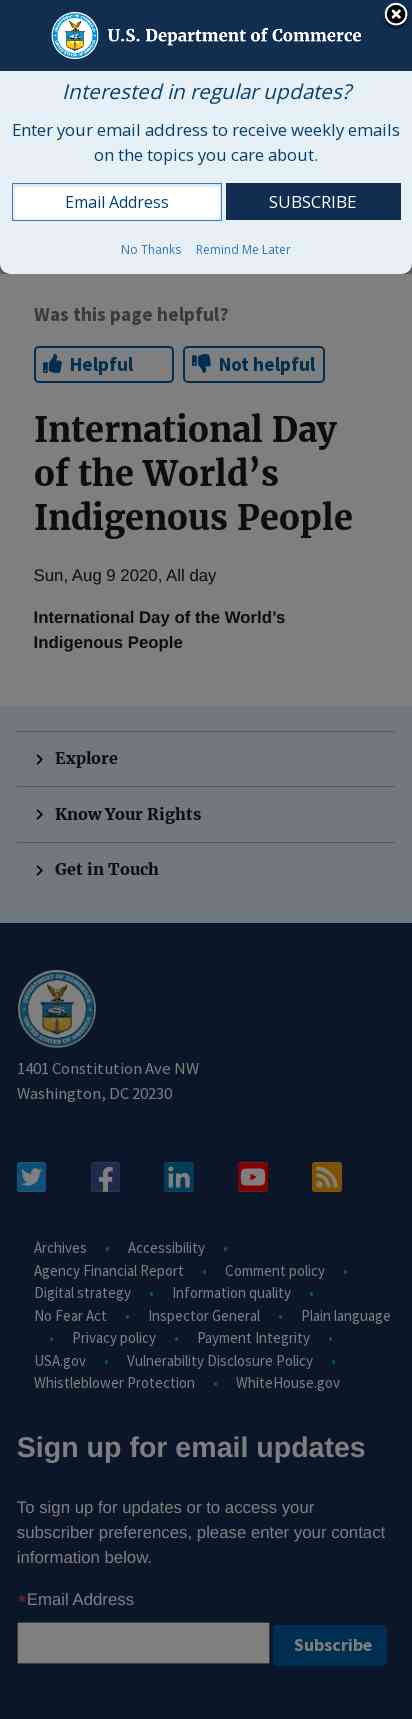 U.S. Department of Commerce
Interested in regular updates?
Enter your email address to receive weekly emails
on the topics you care about.
Email Address
SUBSCRIBE
No Thanks Remind Me Later
Was this page helpful?
Helpful
Not helpful
International Day
of the World’s
Indigenous People
Sun, Aug 9 2020, All day
International Day of the World’s
Indigenous People
Explore
Know Your Rights
Get in Touch
1401 Constitution Ave NW
Washington, DC 20230
Archives • Accessibility •
Agency Financial Report • Comment policy •
Digital strategy • Information quality •
No Fear Act • Inspector General • Plain language
• Privacy policy • Payment Integrity •
USA.gov • Vulnerability Disclosure Policy •
Whistleblower Protection • WhiteHouse.gov
Sign up for email updates
To sign up for updates or to access your
subscriber preferences, please enter your contact
information below.
*Email Address
Subscribe